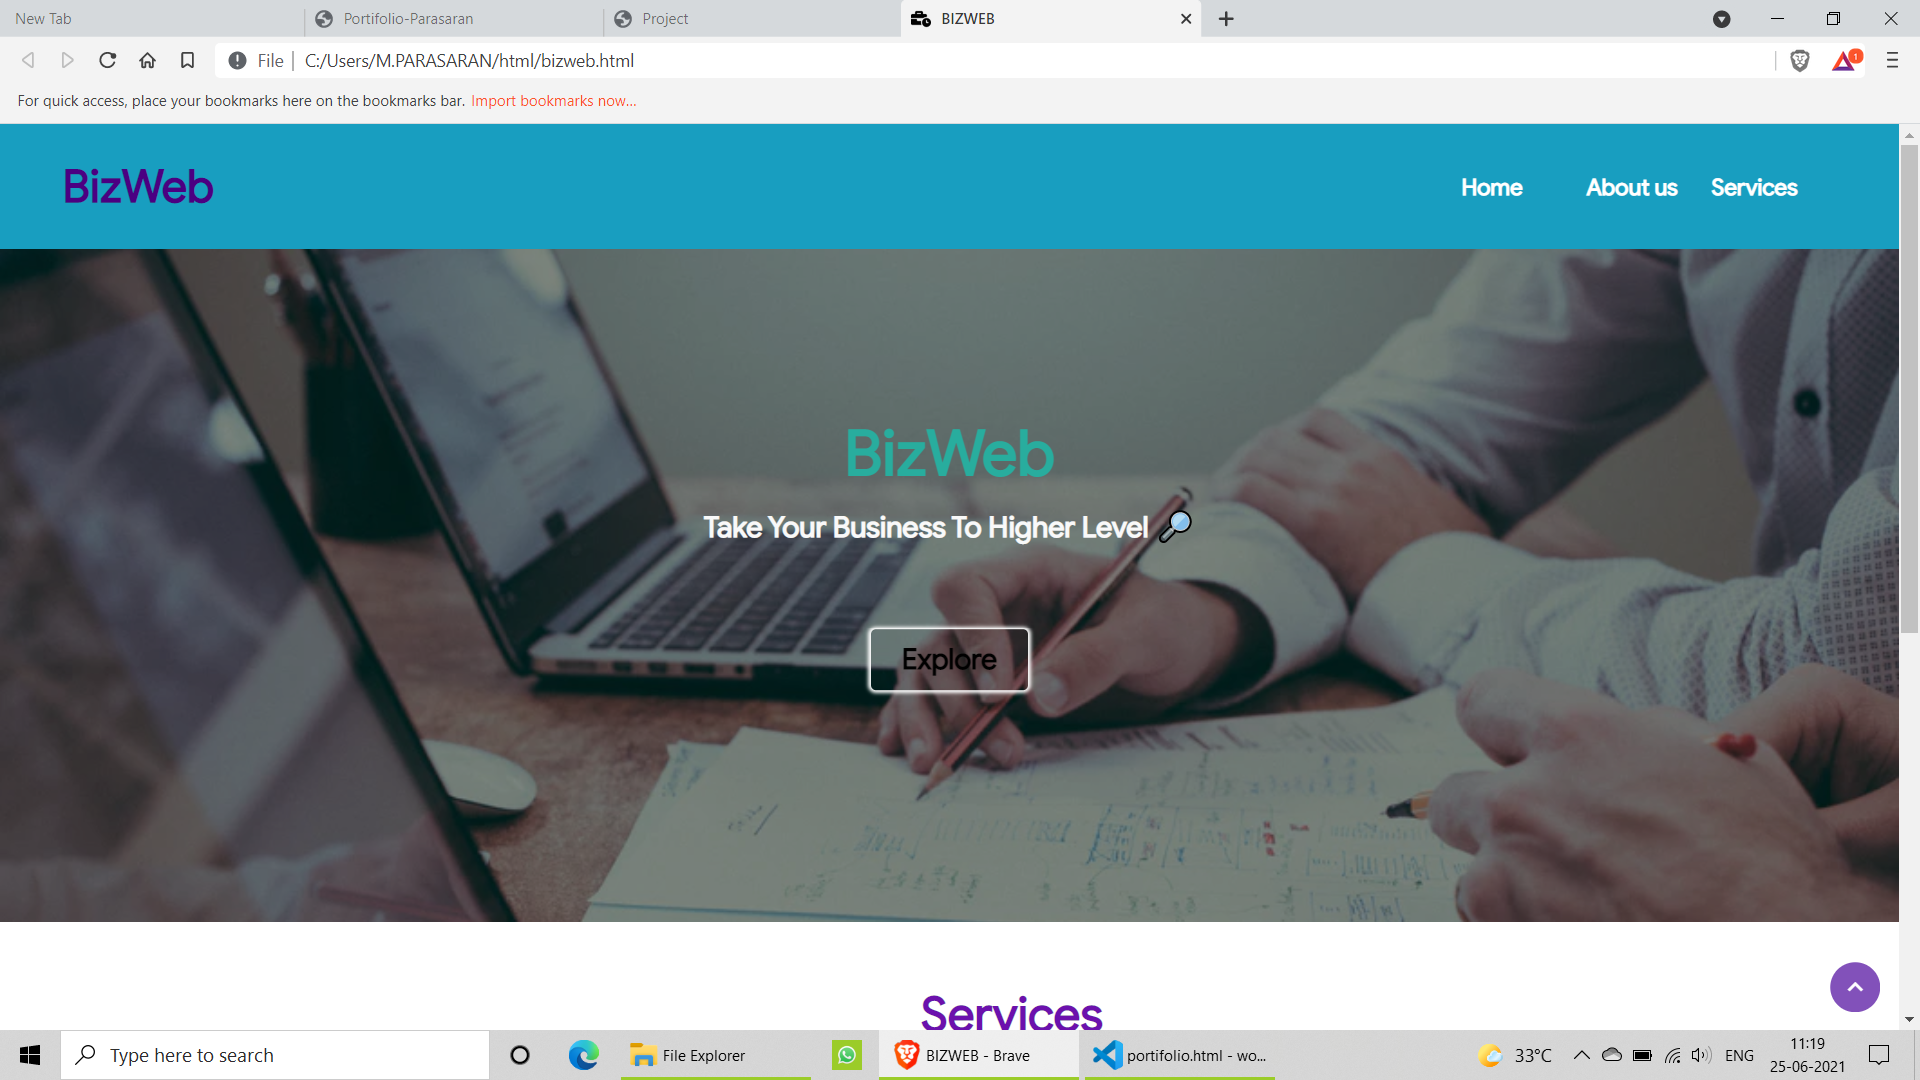 New Tab
Portifolio-Parasaran
Project
BIZWEB
File
C:/Users/M.PARASARAN/html/bizweb.html
1
For quick access, place your bookmarks here on the bookmarks bar. Import bookmarks now...
BizWeb
Home
About us
Services
BizWeb
Take Your Business To Higher Level 🔎
Explore
Services
Type here to search
File Explorer
BIZWEB - Brave
portifolio.html - wo...
33°C
ENG
11:19
25-06-2021